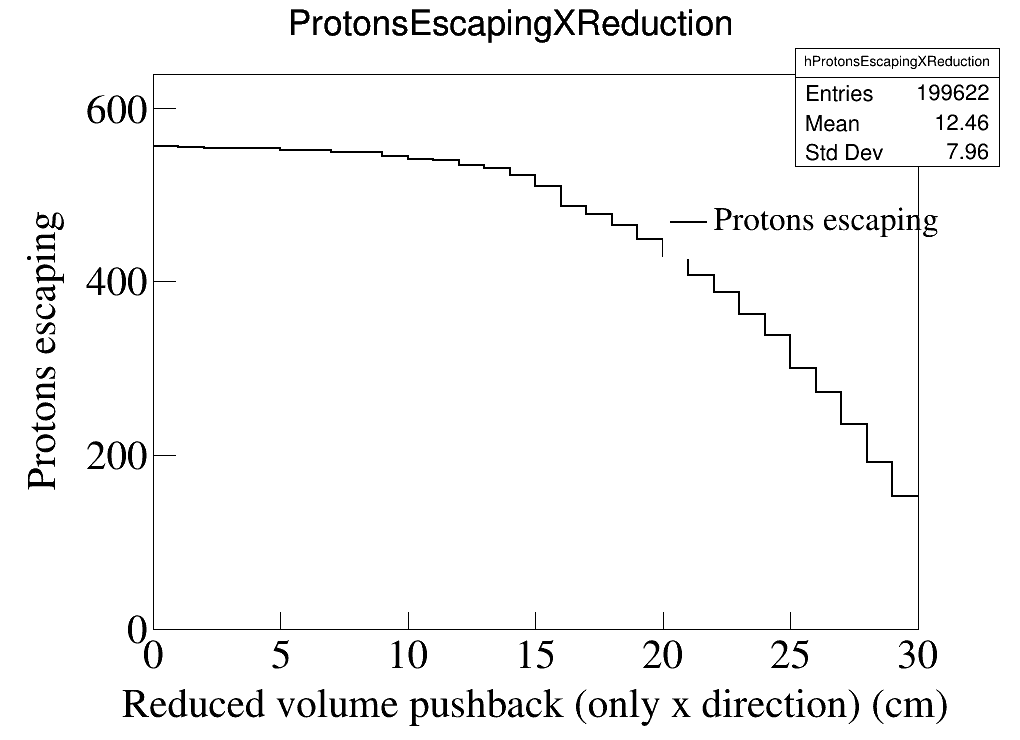 ProtonsEscapingXReduction
hProtonsEscapingXReduction
Entries 199622
Mean 12.46
Std Dev 7.96
Protons escaping
Protons escaping
600
400
200
0
0 5 10 15 20 25 30
Reduced volume pushback (only x direction) (cm)